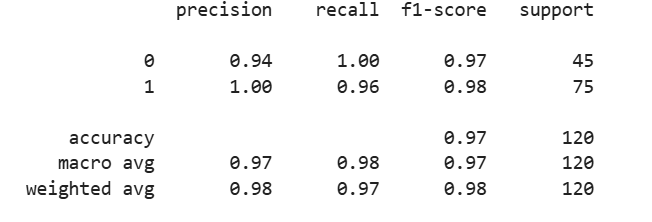 precision recall f1-score support
0 0.94 1.00 0.97 45
1 1.00 0.96 0.98 75
accuracy 0.97 120
macro avg 0.97 0.98 0.97 120
weighted avg 0.98 0.97 0.98 120